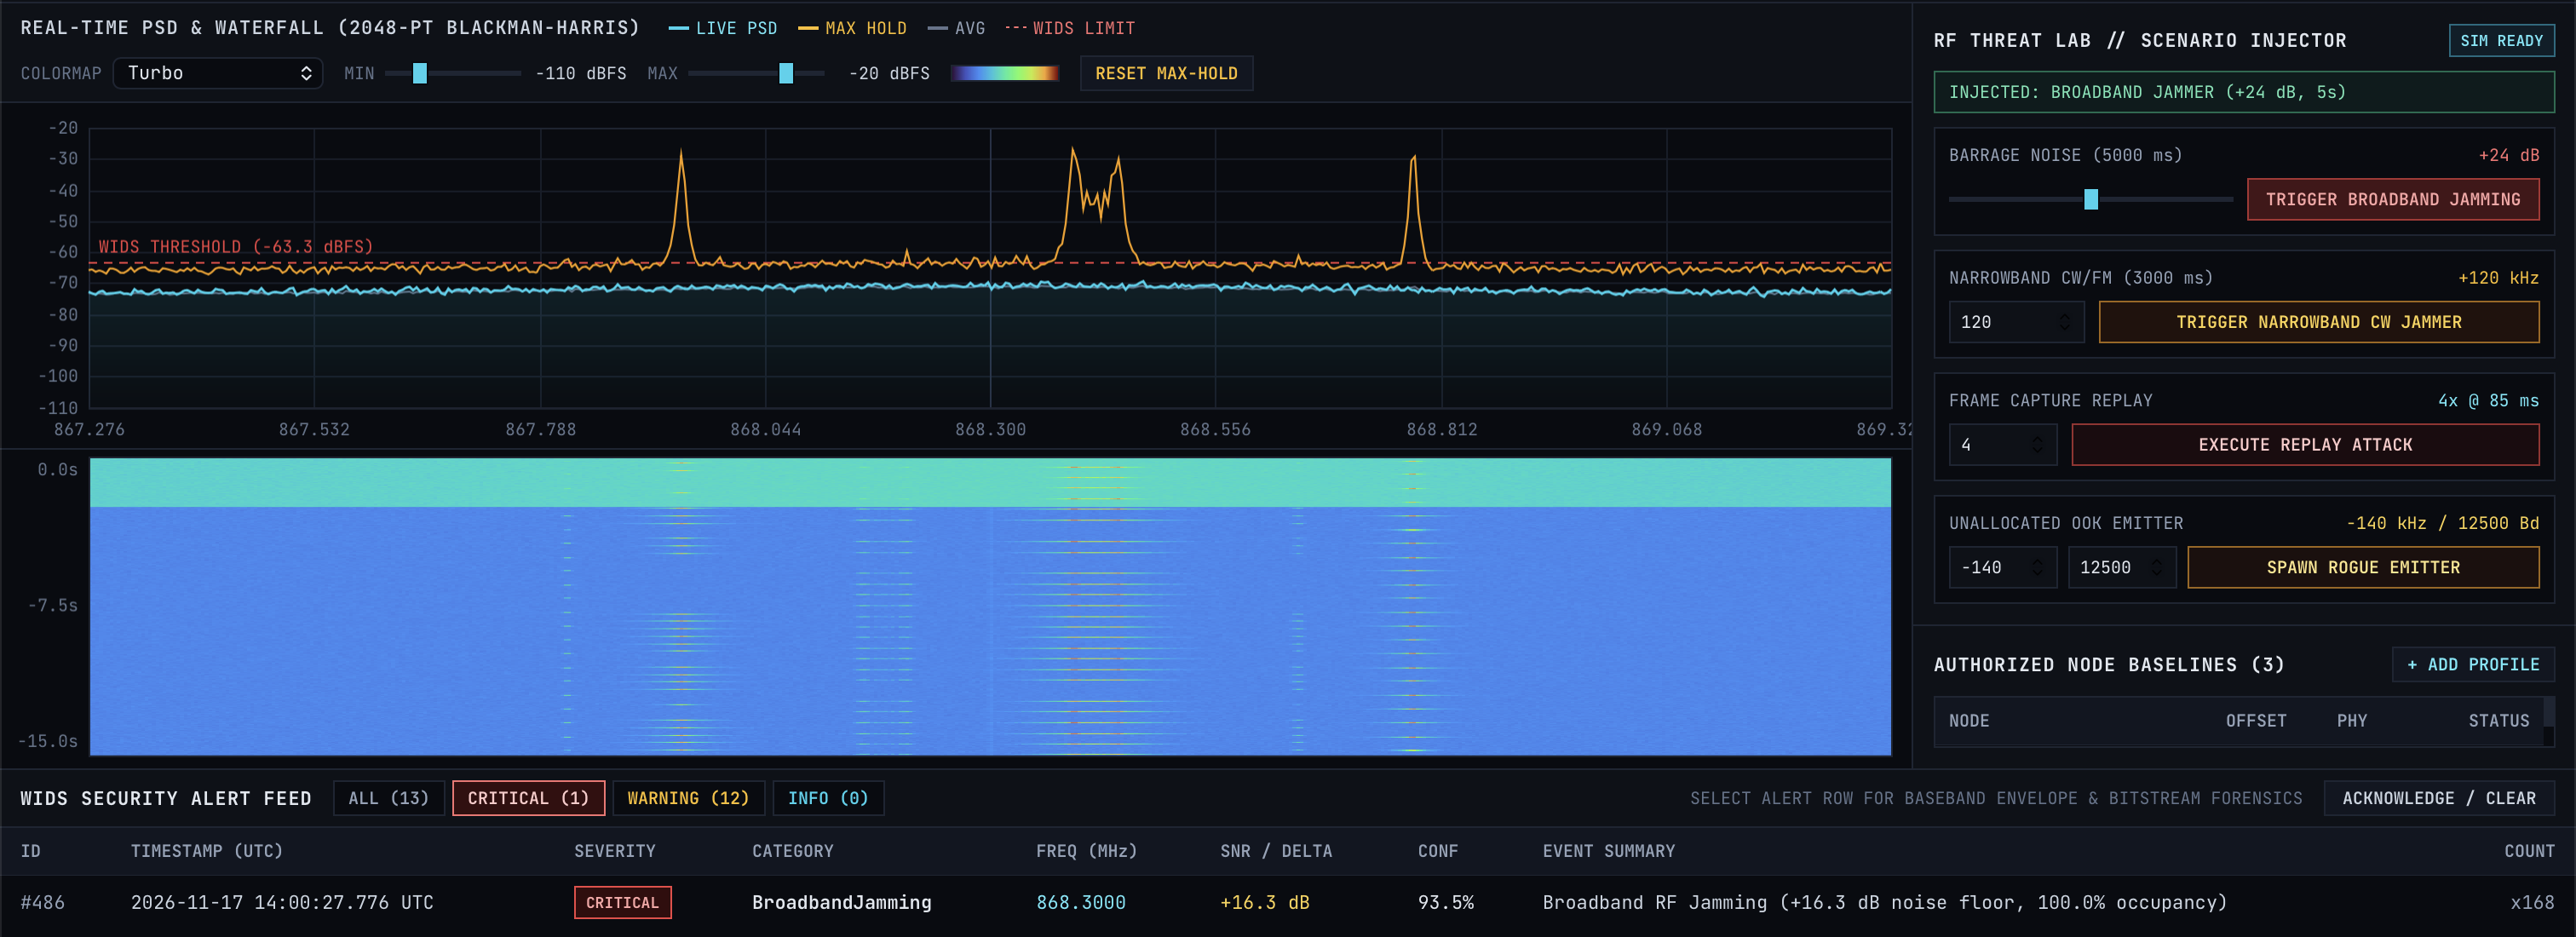 REAL-TIME PSD & WATERFALL (2048-PT BLACKMAN-HARRIS) LIVE PSD MAX HOLD AVG WIDS LIMIT
COLORMAP Turbo MIN -110 dBFS MAX -20 dBFS RESET MAX-HOLD
-20
-30
-40
-50
WIDS THRESHOLD (-63.3 dBFS)
-60
-70
-80
-90
-100
-110
867.276 867.532 867.788 868.044 868.300 868.556 868.812 869.068 869.32
0.0s
-7.5s
-15.0s
RF THREAT LAB // SCENARIO INJECTOR SIM READY
INJECTED: BROADBAND JAMMER (+24 dB, 5s)
BARRAGE NOISE (5000 ms) +24 dB
TRIGGER BROADBAND JAMMING
NARROWBAND CW/FM (3000 ms) +120 kHz
120 TRIGGER NARROWBAND CW JAMMER
FRAME CAPTURE REPLAY 4x @ 85 ms
4 EXECUTE REPLAY ATTACK
UNALLOCATED OOK EMITTER -140 kHz / 12500 Bd
-140 12500 SPAWN ROGUE EMITTER
AUTHORIZED NODE BASELINES (3) + ADD PROFILE
NODE OFFSET PHY STATUS
WIDS SECURITY ALERT FEED ALL (13) CRITICAL (1) WARNING (12) INFO (0) SELECT ALERT ROW FOR BASEBAND ENVELOPE & BITSTREAM FORENSICS ACKNOWLEDGE / CLEAR
ID TIMESTAMP (UTC) SEVERITY CATEGORY FREQ (MHz) SNR / DELTA CONF EVENT SUMMARY COUNT
#486 2026-11-17 14:00:27.776 UTC CRITICAL BroadbandJamming 868.3000 +16.3 dB 93.5% Broadband RF Jamming (+16.3 dB noise floor, 100.0% occupancy) x168